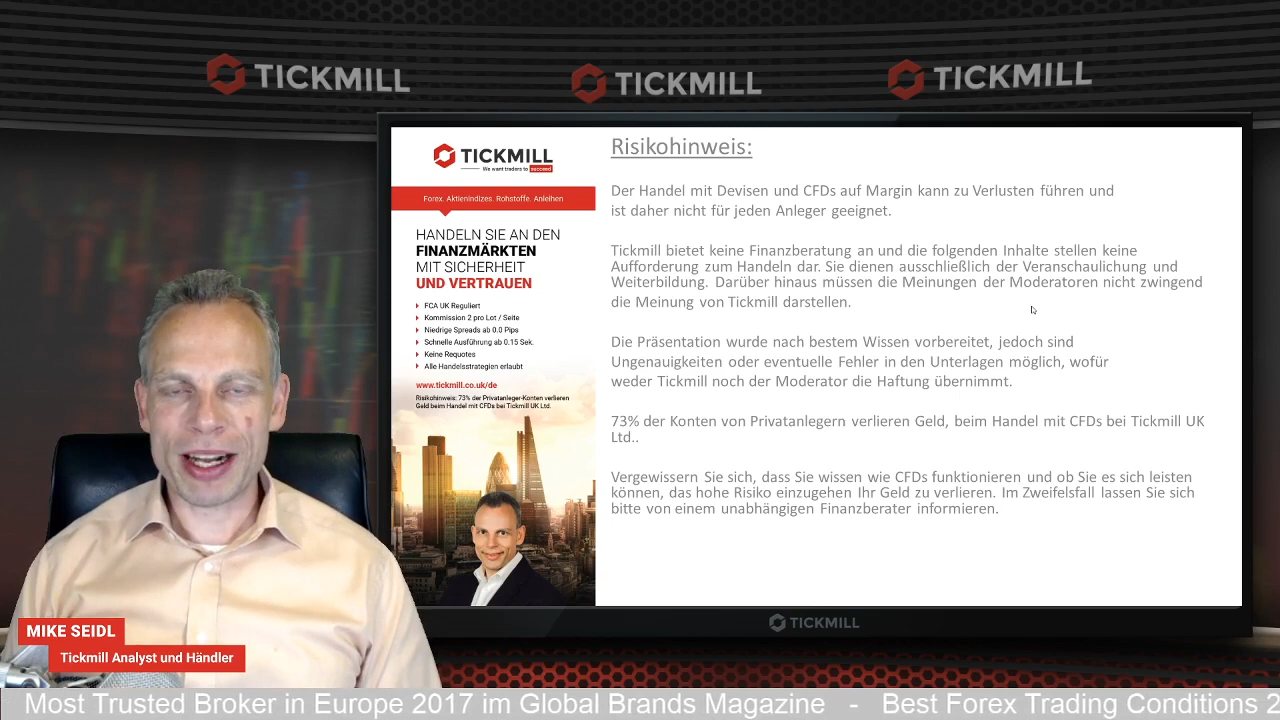 TICKMILL
TICKMILL
TICKMILL
TICKMILL
We want traders to succeed
Forex. Aktienindizes. Rohstoffe. Anleihen
HANDELN SIE AN DEN
FINANZMÄRKTEN
MIT SICHERHEIT
UND VERTRAUEN
FCA UK Reguliert
Kommission 2 pro Lot / Seite
Niedrige Spreads ab 0.0 Pips
Schnelle Ausführung ab 0.15 Sek.
Keine Requotes
Alle Handelsstrategien erlaubt
www.tickmill.co.uk/de
Risikohinweis: 73% der Privatanleger-Konten verlieren
Geld beim Handel mit CFDs bei Tickmill UK Ltd.
Risikohinweis:
Der Handel mit Devisen und CFDs auf Margin kann zu Verlusten führen und
ist daher nicht für jeden Anleger geeignet.
Tickmill bietet keine Finanzberatung an und die folgenden Inhalte stellen keine
Aufforderung zum Handeln dar. Sie dienen ausschließlich der Veranschaulichung und
Weiterbildung. Darüber hinaus müssen die Meinungen der Moderatoren nicht zwingend
die Meinung von Tickmill darstellen.
Die Präsentation wurde nach bestem Wissen vorbereitet, jedoch sind
Ungenauigkeiten oder eventuelle Fehler in den Unterlagen möglich, wofür
weder Tickmill noch der Moderator die Haftung übernimmt.
73% der Konten von Privatanlegern verlieren Geld, beim Handel mit CFDs bei Tickmill UK
Ltd..
Vergewissern Sie sich, dass Sie wissen wie CFDs funktionieren und ob Sie es sich leisten
können, das hohe Risiko einzugehen Ihr Geld zu verlieren. Im Zweifelsfall lassen Sie sich
bitte von einem unabhängigen Finanzberater informieren.
TICKMILL
MIKE SEIDL
Tickmill Analyst und Händler
Most Trusted Broker in Europe 2017 im Global Brands Magazine - Best Forex Trading Conditions 2